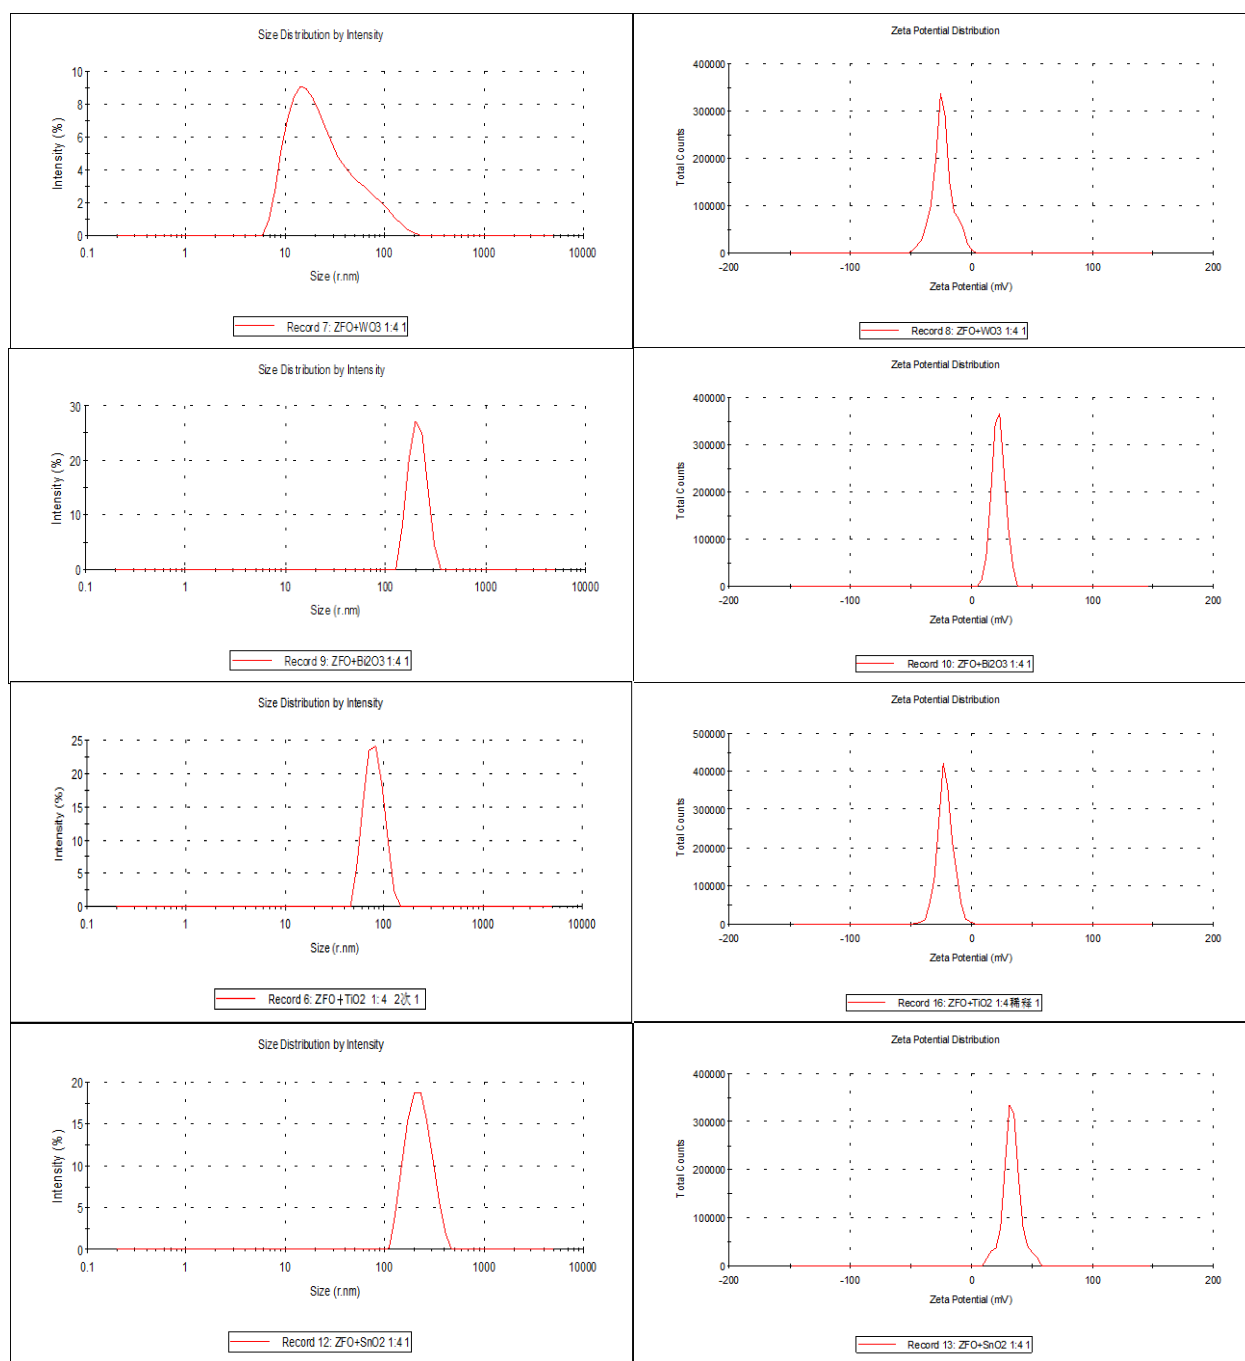 Size Distribution by Intensity
10
8
6
4
2
0
Intensity (%)
0.1 1 10 100 1000 10000
Size (r.nm)
Record 7: ZFO+WO3 1:4 1
Zeta Potential Distribution
400000
300000
200000
100000
0
Total Counts
-200 -100 0 100 200
Zeta Potential (mV)
Record 8: ZFO+WO3 1:4 1
Size Distribution by Intensity
30
20
10
0
Intensity (%)
0.1 1 10 100 1000 10000
Size (r.nm)
Record 9: ZFO+Bi2O3 1:4 1
Zeta Potential Distribution
400000
300000
200000
100000
0
Total Counts
-200 -100 0 100 200
Zeta Potential (mV)
Record 10: ZFO+Bi2O3 1:4 1
Size Distribution by Intensity
25
20
15
10
5
0
Intensity (%)
0.1 1 10 100 1000 10000
Size (r.nm)
Record 6: ZFO+TiO2 1:4 2次 1
Zeta Potential Distribution
500000
400000
300000
200000
100000
0
Total Counts
-200 -100 0 100 200
Zeta Potential (mV)
Record 16: ZFO+TiO2 1:4稀释 1
Size Distribution by Intensity
20
15
10
5
0
Intensity (%)
0.1 1 10 100 1000 10000
Size (r.nm)
Record 12: ZFO+SnO2 1:4 1
Zeta Potential Distribution
400000
300000
200000
100000
0
Total Counts
-200 -100 0 100 200
Zeta Potential (mV)
Record 13: ZFO+SnO2 1:4 1